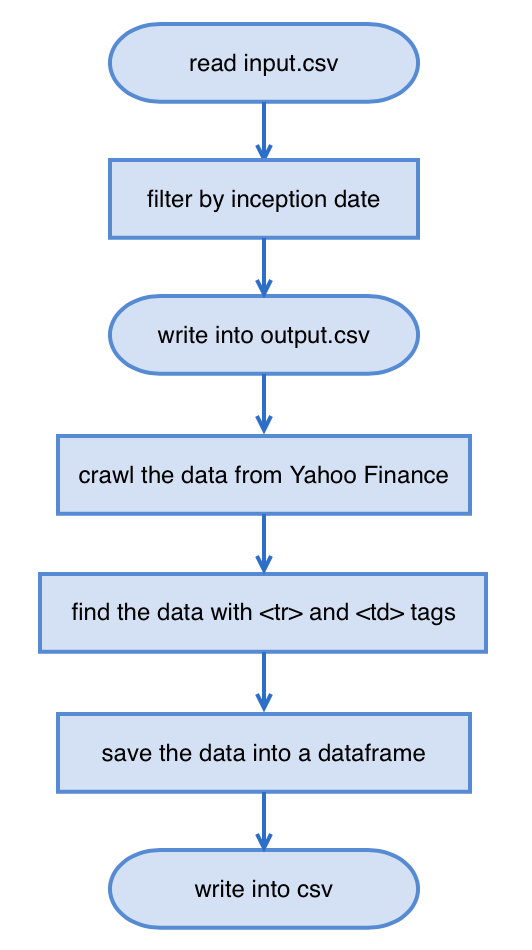 read input.csv
filter by inception date
write into output.csv
crawl the data from Yahoo Finance
find the data with <tr> and <td> tags
save the data into a dataframe
write into csv